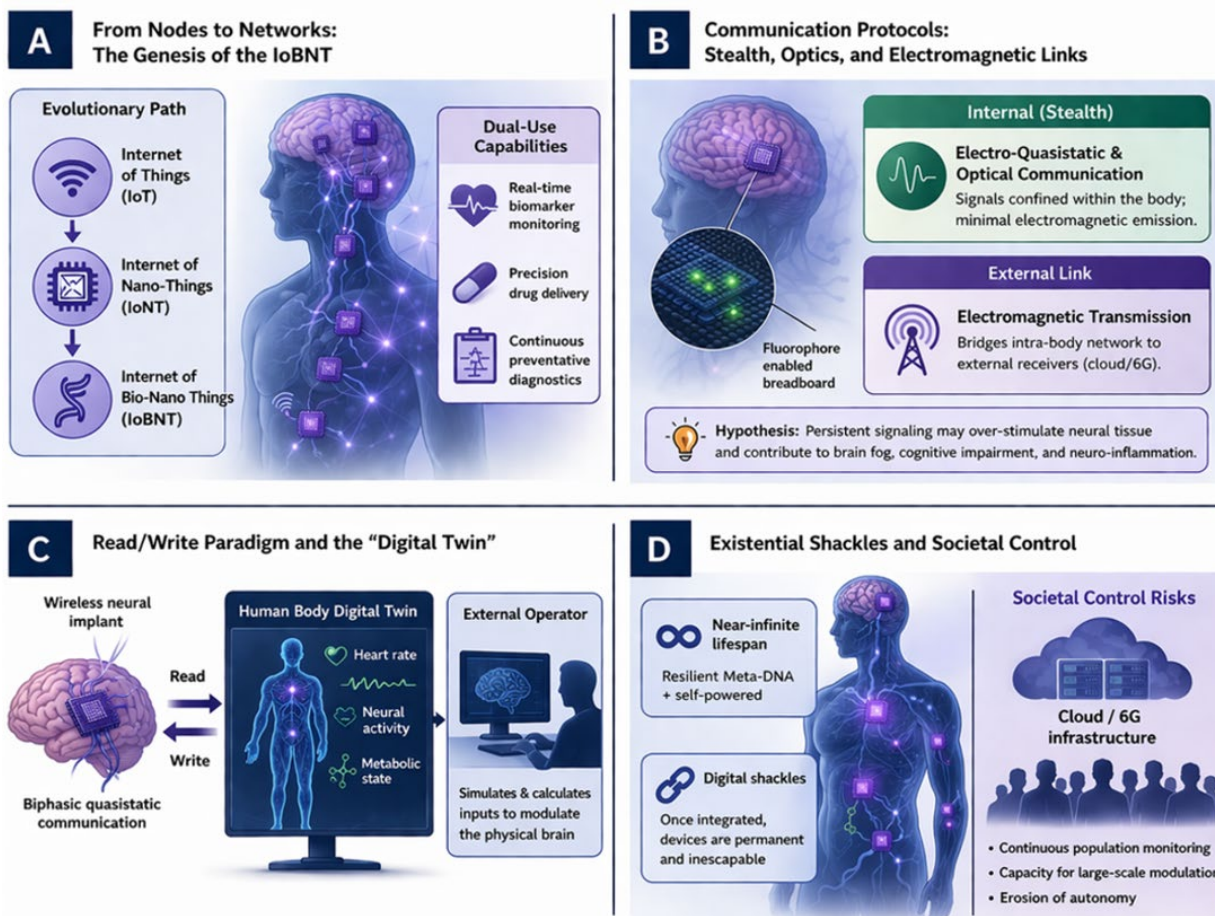 A
From Nodes to Networks:
The Genesis of the IoBNT
Evolutionary Path
Internet
of Things
(IoT)
Internet of
Nano-Things
(IoNT)
Internet of
Bio-Nano Things
(IoBNT)
Dual-Use
Capabilities
Real-time
biomarker
monitoring
Precision
drug delivery
Continuous
preventative
diagnostics
B
Communication Protocols:
Stealth, Optics, and Electromagnetic Links
Fluorophore
enabled
breadboard
Internal (Stealth)
Electro-Quasistatic &
Optical Communication
Signals confined within the body;
minimal electromagnetic emission.
External Link
Electromagnetic Transmission
Bridges intra-body network to
external receivers (cloud/6G).
Hypothesis: Persistent signaling may over-stimulate neural tissue
and contribute to brain fog, cognitive impairment, and neuro-inflammation.
C
Read/Write Paradigm and the “Digital Twin”
Wireless neural
implant
Biphasic quasistatic
communication
Read
Write
Human Body Digital Twin
Heart rate
Neural
activity
Metabolic
state
External Operator
Simulates & calculates
inputs to modulate
the physical brain
D
Existential Shackles and Societal Control
Near-infinite
lifespan
Resilient Meta-DNA
+ self-powered
Digital shackles
Once integrated,
devices are permanent
and inescapable
Societal Control Risks
Cloud / 6G
infrastructure
• Continuous population monitoring
• Capacity for large-scale modulation
• Erosion of autonomy